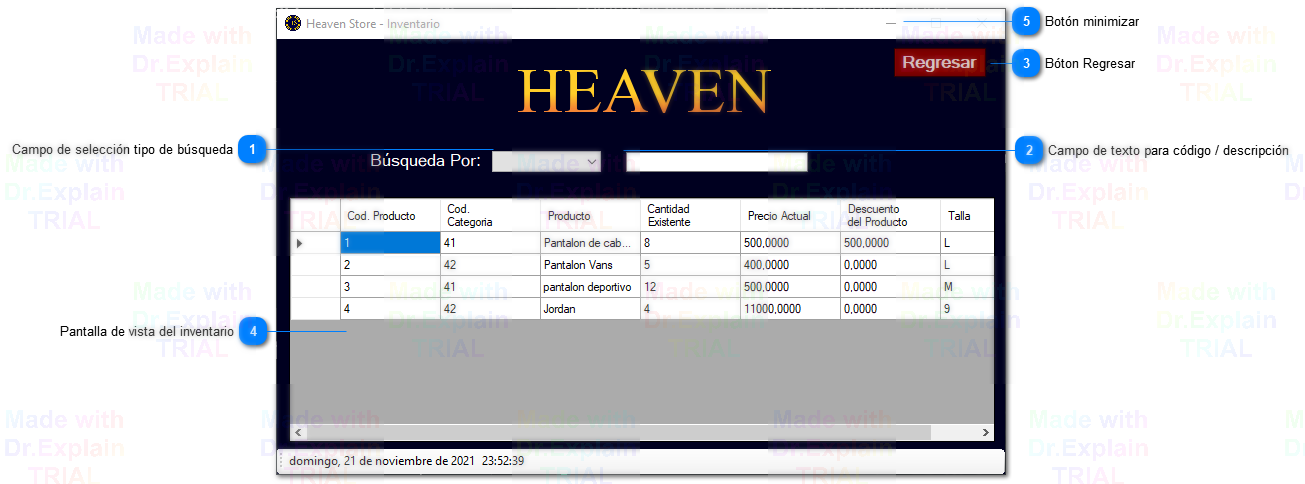 Heaven Store - Inventario
5 Botón minimizar
Regresar
3 Bóton Regresar
HEAVEN
Campo de selección tipo de búsqueda 1
Búsqueda Por:
2 Campo de texto para código / descripción
Cod. Producto Cod. Categoria Producto Cantidad Existente Precio Actual Descuento del Producto Talla
1 41 Pantalon de cab... 8 500,0000 500,0000 L
2 42 Pantalon Vans 5 400,0000 0,0000 L
3 41 pantalon deportivo 12 500,0000 0,0000 M
4 42 Jordan 4 11000,0000 0,0000 9
Pantalla de vista del inventario 4
domingo, 21 de noviembre de 2021 23:52:39
Made with
Dr.Explain
TRIAL